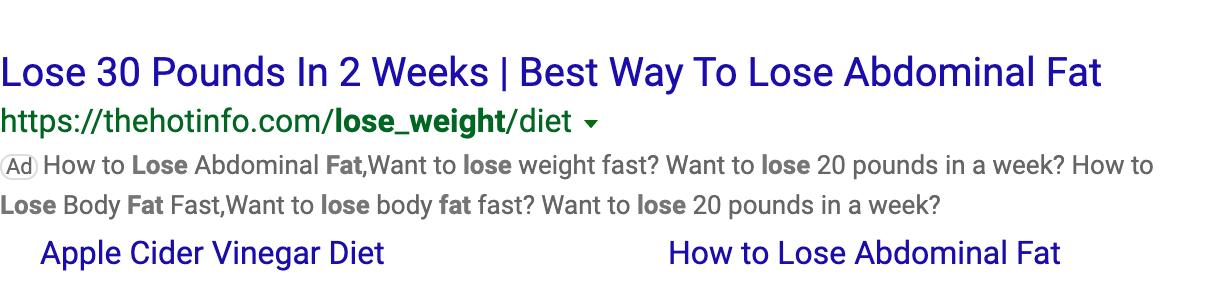 Lose 30 Pounds In 2 Weeks | Best Way To Lose Abdominal Fat
https://thehotinfo.com/lose_weight/diet
Ad How to Lose Abdominal Fat,Want to lose weight fast? Want to lose 20 pounds in a week? How to
Lose Body Fat Fast,Want to lose body fat fast? Want to lose 20 pounds in a week?
Apple Cider Vinegar Diet How to Lose Abdominal Fat